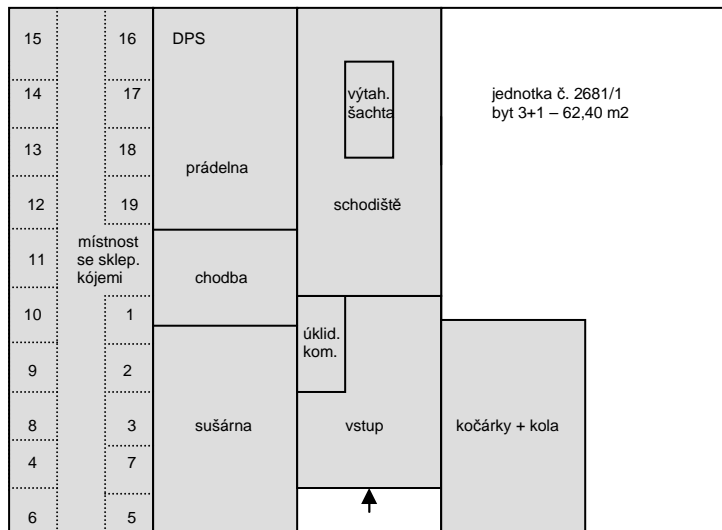 15
16
DPS
14
17
výtah.
šachta
jednotka č. 2681/1
byt 3+1 – 62,40 m2
13
18
prádelna
12
19
schodiště
místnost
se sklep.
kójemi
11
chodba
10
1
úklid.
kom.
9
2
8
3
sušárna
vstup
kočárky + kola
4
7
6
5